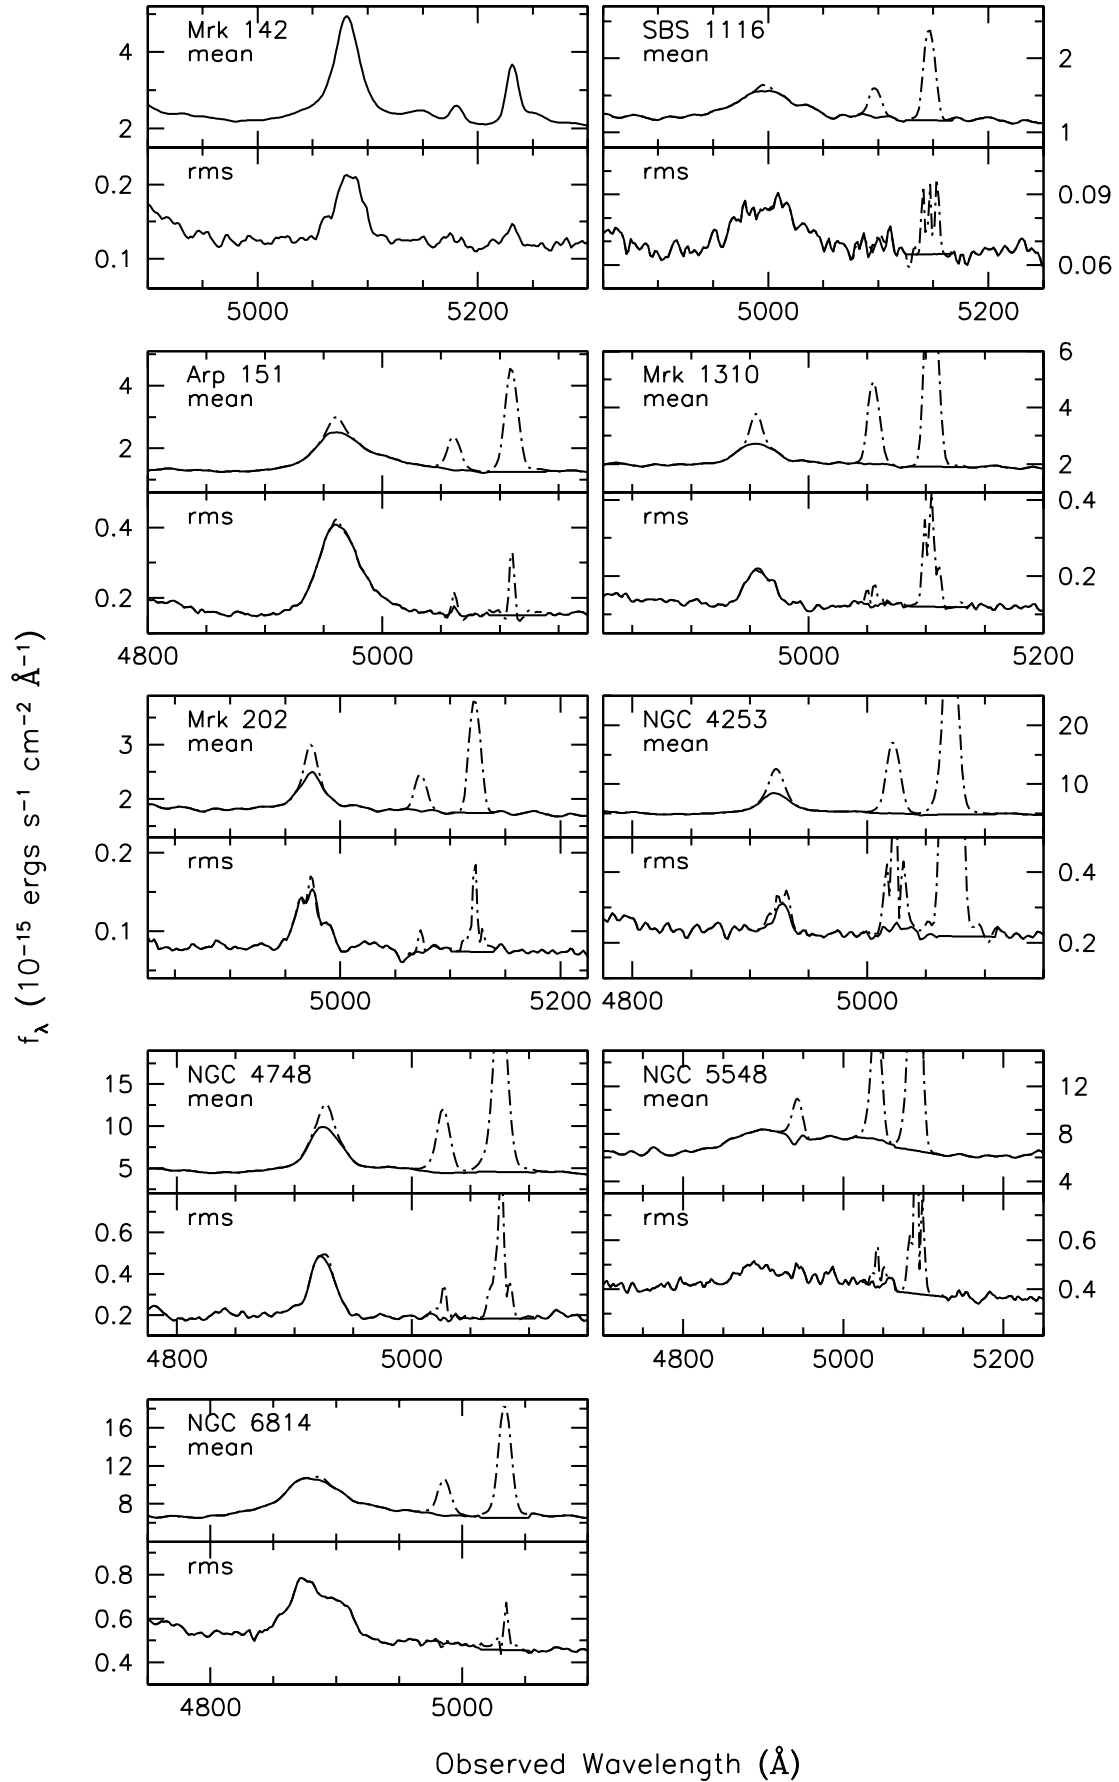 Mrk 142
mean
4
2
rms
0.2
0.1
5000 5200
SBS 1116
mean
2
1
rms
0.09
0.06
5000 5200
Arp 151
mean
4
2
rms
0.4
0.2
4800 5000
Mrk 1310
mean
6
4
2
rms
0.4
0.2
5000 5200
Mrk 202
mean
3
2
rms
0.2
0.1
5000 5200
NGC 4253
mean
20
10
rms
0.4
0.2
4800 5000
NGC 4748
mean
15
10
5
rms
0.6
0.4
0.2
4800 5000
NGC 5548
mean
12
8
4
rms
0.6
0.4
4800 5000 5200
NGC 6814
mean
16
12
8
rms
0.8
0.6
0.4
4800 5000
fλ (10−15 ergs s−1 cm−2 Å−1)
Observed Wavelength (Å)